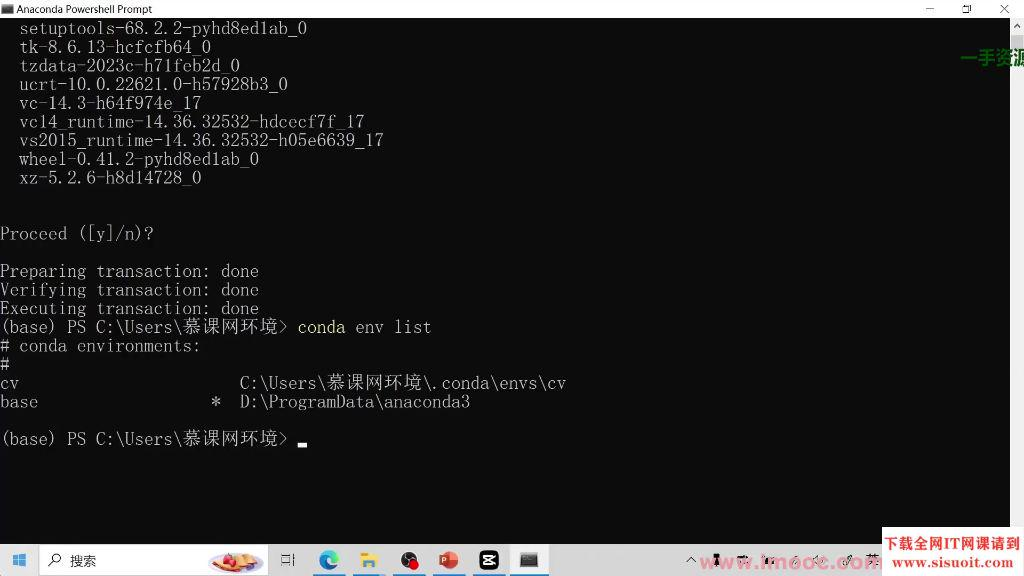 Anaconda Powershell Prompt
setuptools-68.2.2-pyhd8ed1ab_0
tk-8.6.13-hcfcfb64_0
tzdata-2023c-h71feb2d_0
一手资源
ucrt-10.0.22621.0-h57928b3_0
vc-14.3-h64f974e_17
vc14_runtime-14.36.32532-hdcecf7f_17
vs2015_runtime-14.36.32532-h05e6639_17
wheel-0.41.2-pyhd8ed1ab_0
xz-5.2.6-h8d14728_0
Proceed ([y]/n)?
Preparing transaction: done
Verifying transaction: done
Executing transaction: done
(base) PS C:\Users\慕课网环境> conda env list
# conda environments:
#
cv C:\Users\慕课网环境\.conda\envs\cv
base * D:\ProgramData\anaconda3
(base) PS C:\Users\慕课网环境>
搜索
www.imooc.com
英
下载全网IT网课请到
www.sisuoit.com